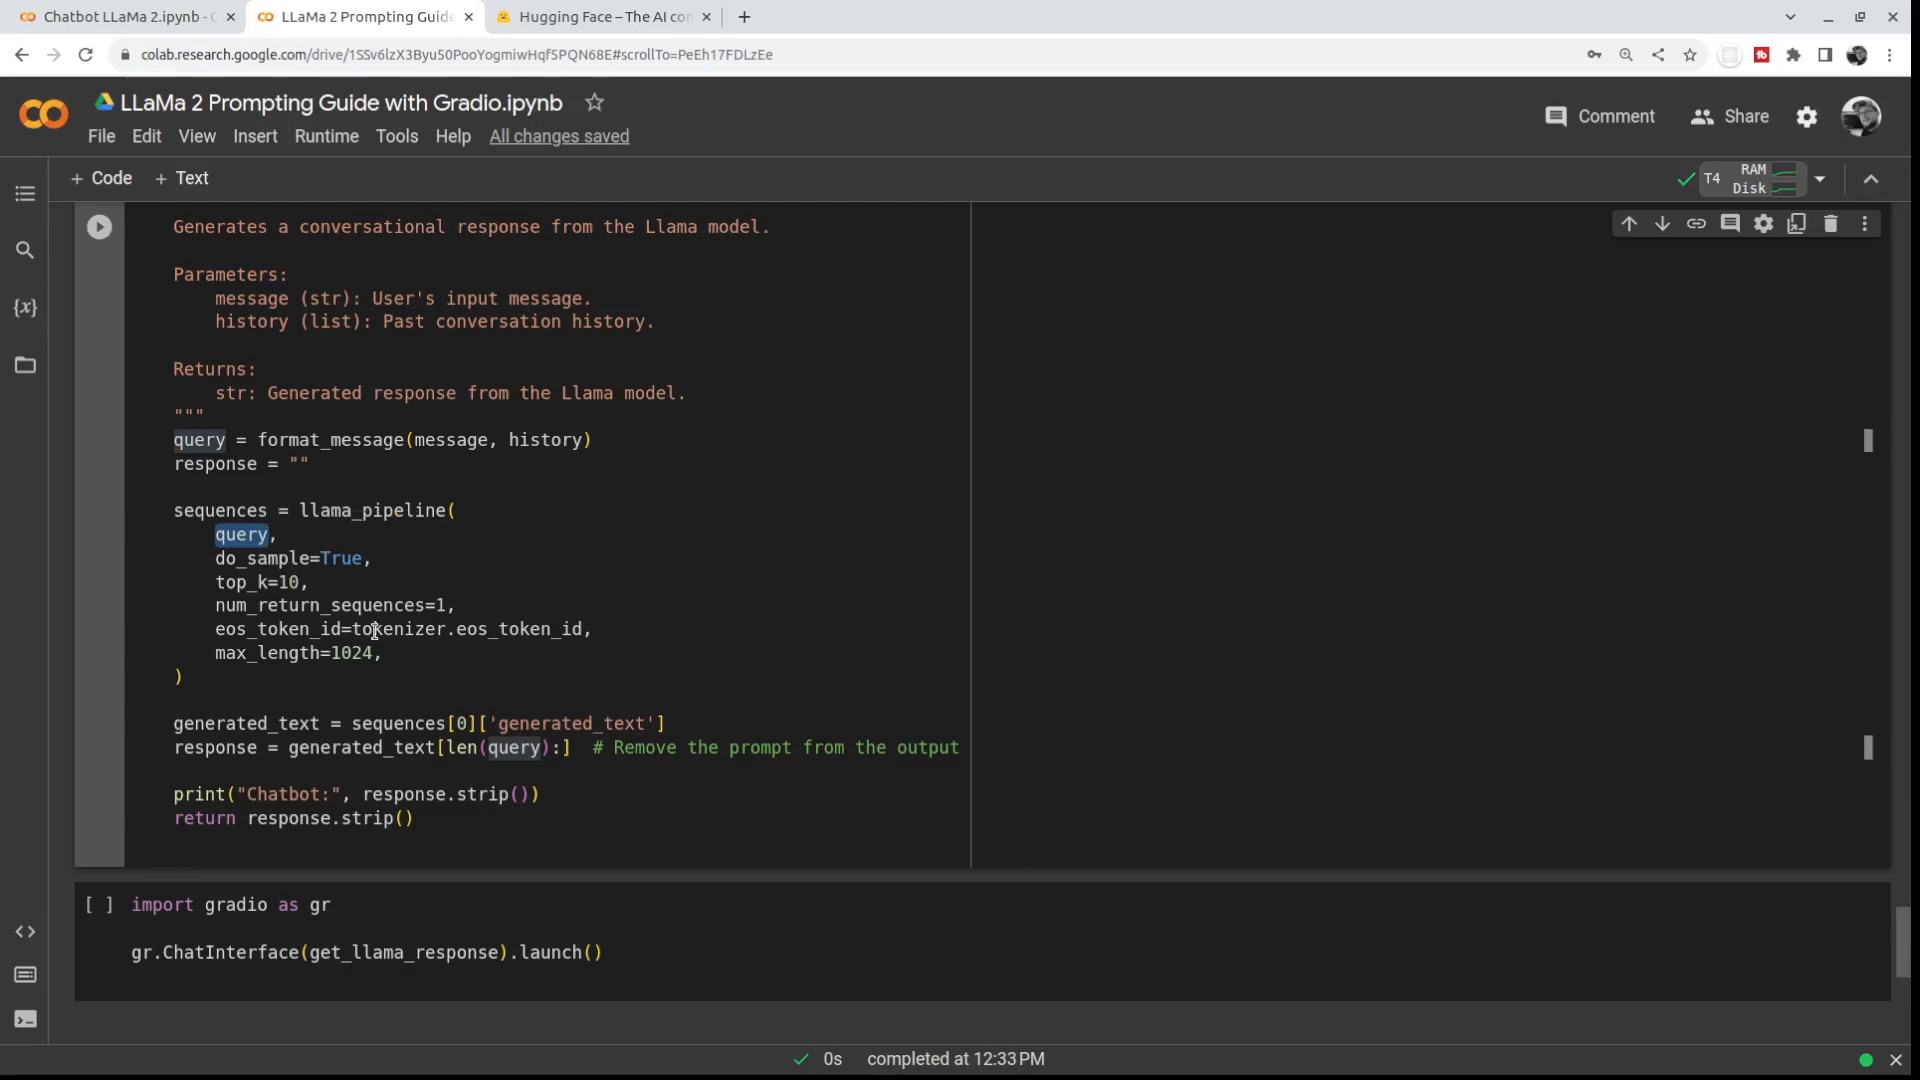 Chatbot LLaMa 2.ipynb - C
LLaMa 2 Prompting Guide
Hugging Face – The AI con
colab.research.google.com/drive/1SSv6lzX3Byu50PooYogmiwHqf5PQN68E#scrollTo=PeEh17FDLzEe
LLaMa 2 Prompting Guide with Gradio.ipynb
Comment
Share
File Edit View Insert Runtime Tools Help All changes saved
+ Code + Text
T4
RAM
Disk
Generates a conversational response from the Llama model.
Parameters:
message (str): User's input message.
history (list): Past conversation history.
Returns:
str: Generated response from the Llama model.
"""
query = format_message(message, history)
response = ""
sequences = llama_pipeline(
query,
do_sample=True,
top_k=10,
num_return_sequences=1,
eos_token_id=tokenizer.eos_token_id,
max_length=1024,
)
generated_text = sequences[0]['generated_text']
response = generated_text[len(query):]  # Remove the prompt from the output
print("Chatbot:", response.strip())
return response.strip()
[ ] import gradio as gr
gr.ChatInterface(get_llama_response).launch()
0s completed at 12:33 PM